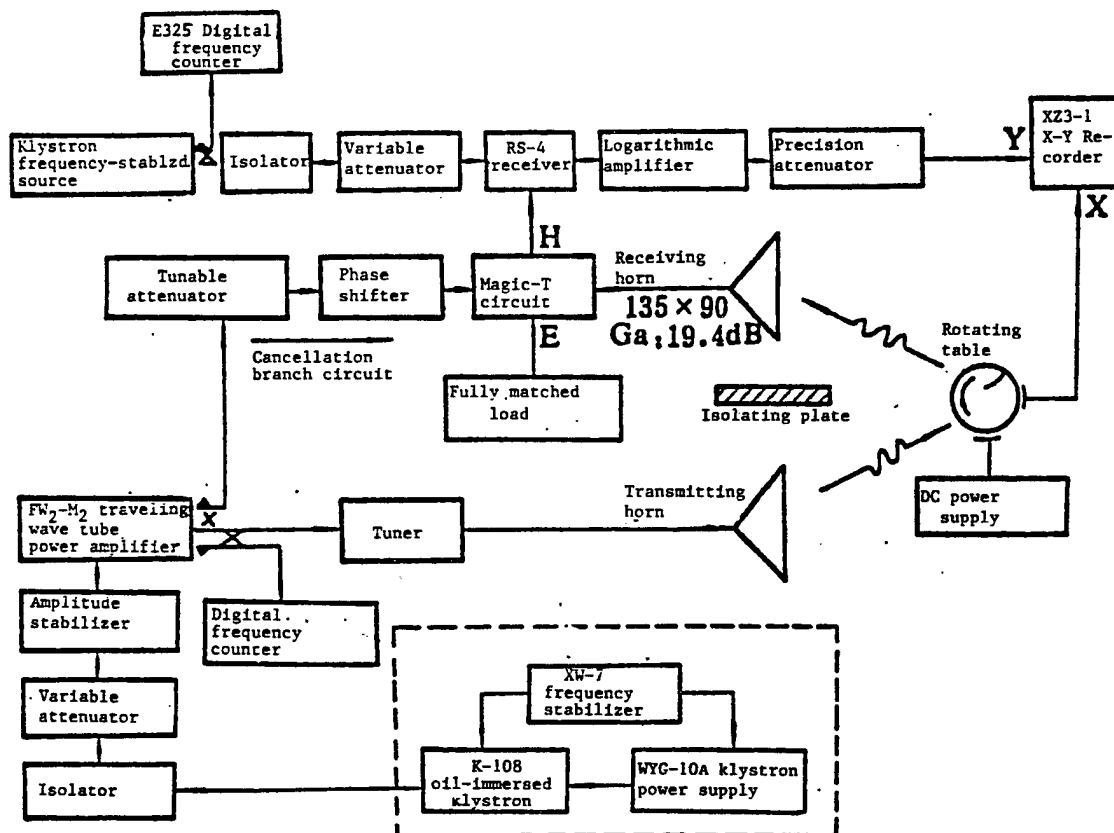 E325 Digital
frequency
counter
Klystron
frequency-stablzd
source
Isolator
Variable
attenuator
RS-4
receiver
Logarithmic
amplifier
Precision
attenuator
Y
XZ3-1
X-Y Re-
corder
X
H
Tunable
attenuator
Phase
shifter
Magic-T
circuit
Receiving
horn
135 × 90
Ga:19.4dB
E
Cancellation
branch circuit
Fully matched
load
Isolating plate
Rotating
table
DC power
supply
FW2-M2 traveling
wave tube
power amplifier
Tuner
Transmitting
horn
Amplitude
stabilizer
Digital
frequency
counter
Variable
attenuator
Isolator
XW-7
frequency
stabilizer
K-108
oil-immersed
klystron
WYG-10A klystron
power supply